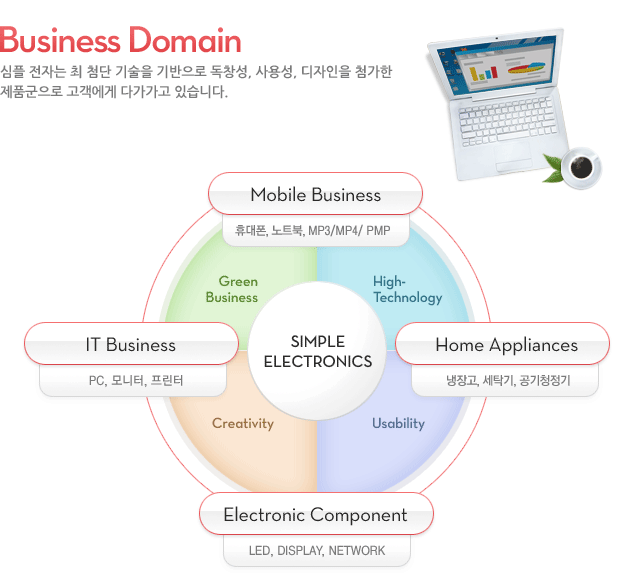 Business Domain
심플 전자는 최 첨단 기술을 기반으로 독창성, 사용성, 디자인을 첨가한
제품군으로 고객에게 다가가고 있습니다.
Mobile Business
휴대폰, 노트북, MP3/MP4/ PMP
Green
Business
High-
Technology
IT Business
PC, 모니터, 프린터
SIMPLE
ELECTRONICS
Home Appliances
냉장고, 세탁기, 공기청정기
Creativity
Usability
Electronic Component
LED, DISPLAY, NETWORK